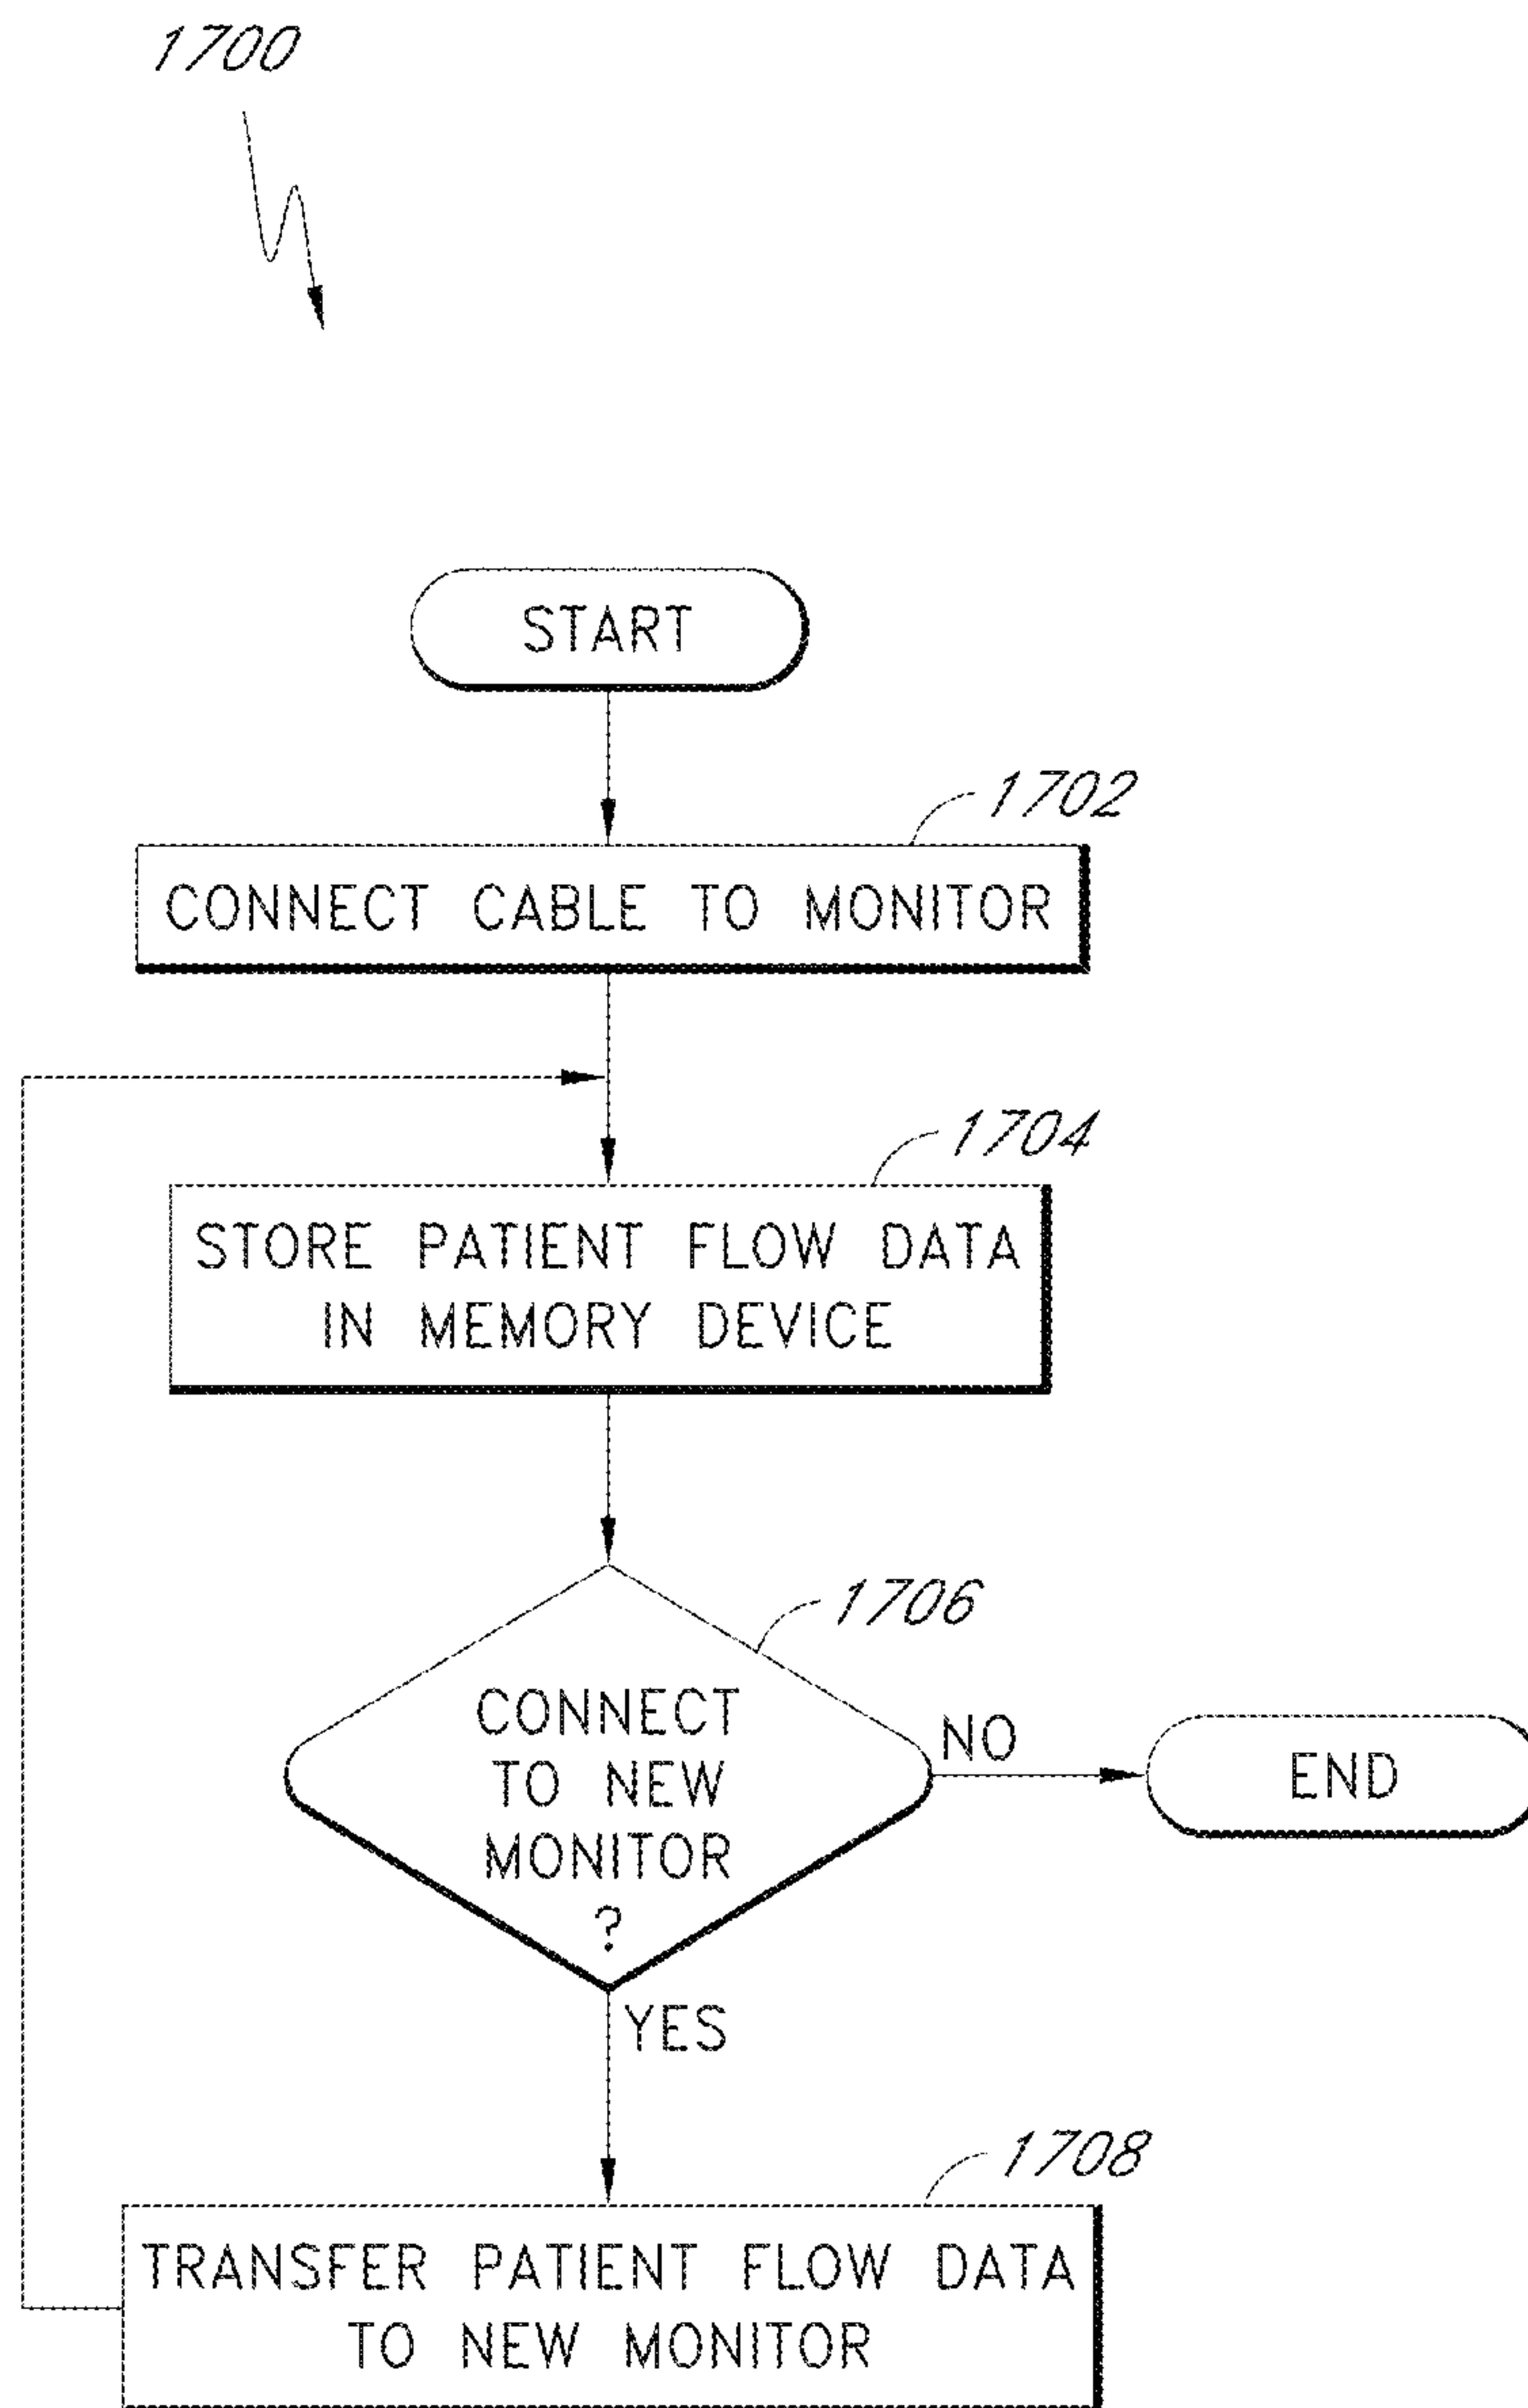 1700
START
1702
CONNECT CABLE TO MONITOR
1704
STORE PATIENT FLOW DATA
IN MEMORY DEVICE
1706
CONNECT
TO NEW
MONITOR
?
NO
END
YES
1708
TRANSFER PATIENT FLOW DATA
TO NEW MONITOR